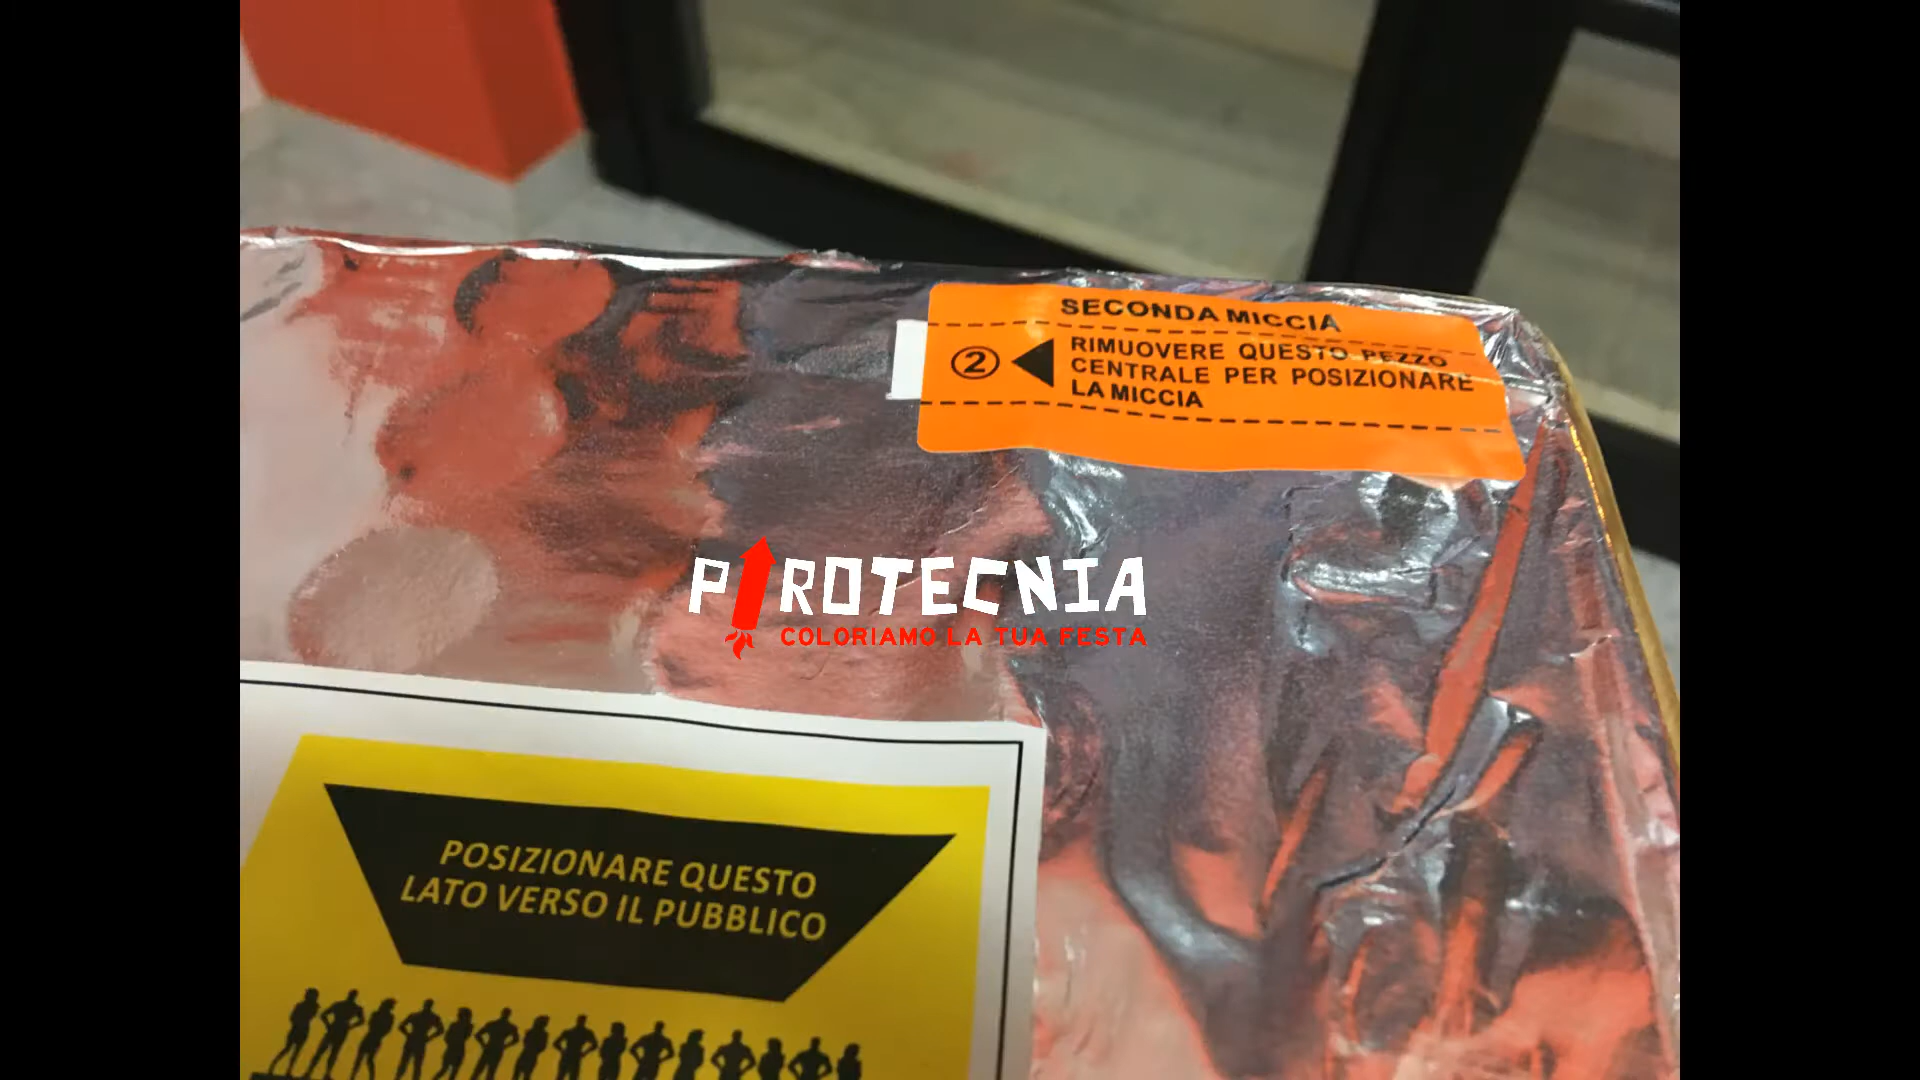 SECONDA MICCIA
2
RIMUOVERE QUESTO PEZZO
CENTRALE PER POSIZIONARE
LA MICCIA
PIROTECNIA
COLORIAMO LA TUA FESTA
POSIZIONARE QUESTO
LATO VERSO IL PUBBLICO